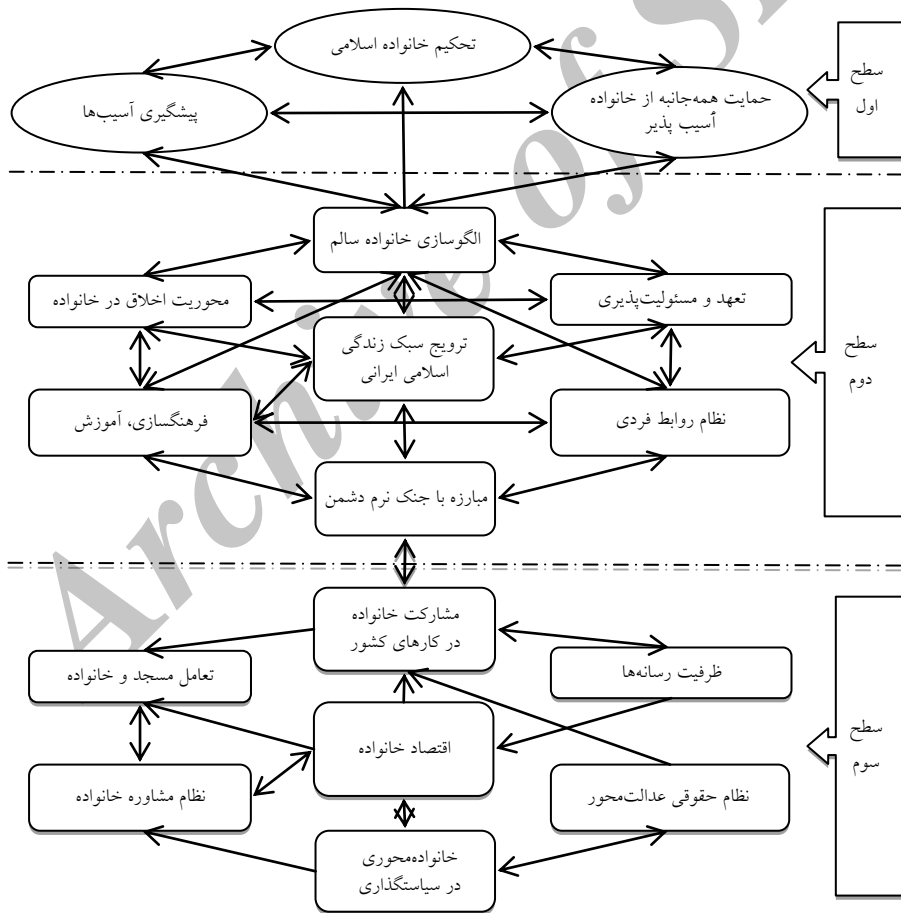 تحکیم خانواده اسلامی
سطح
اول
حمایت همه‌جانبه از خانواده
آسیب پذیر
پیشگیری آسیب‌ها
الگوسازی خانواده سالم
سطح
دوم
تعهد و مسئولیت‌پذیری
محوریت اخلاق در خانواده
ترویج سبک زندگی
اسلامی ایرانی
نظام روابط فردی
فرهنگسازی، آموزش
مبارزه با جنک نرم دشمن
مشارکت خانواده
در کارهای کشور
سطح
سوم
ظرفیت رسانه‌ها
تعامل مسجد و خانواده
اقتصاد خانواده
نظام حقوقی عدالت‌محور
نظام مشاوره خانواده
خانواده‌محوری
در سیاستگذاری
Archive of S